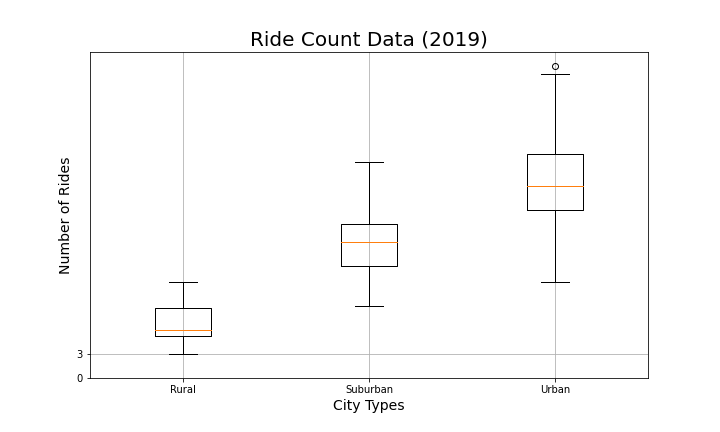 Ride Count Data (2019)
Number of Rides
3
0
Rural
Suburban
Urban
City Types